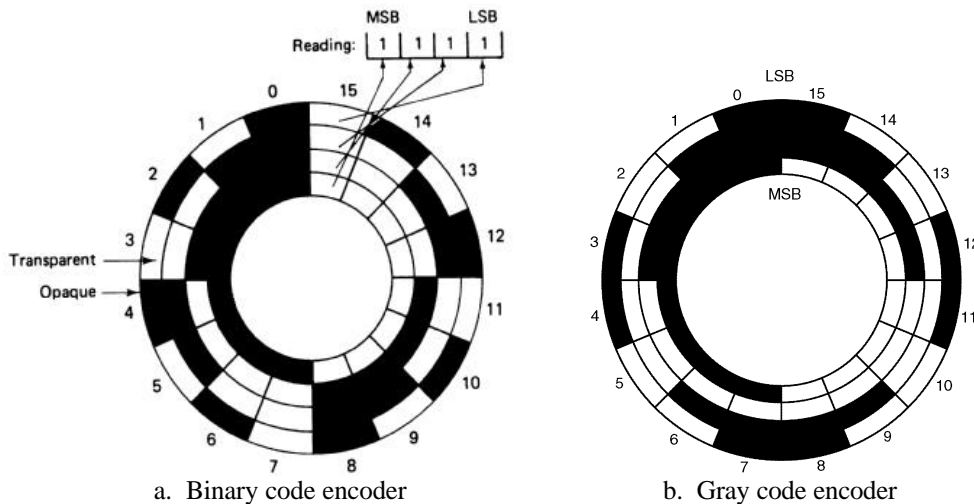 MSB LSB
Reading: 1 1 1 1
0 15
1 14
2 13
3 12
Transparent
Opaque
4 11
5 10
6 9
7 8
a. Binary code encoder
LSB
0 15
1 14
2 13
MSB
3 12
4 11
5 10
6 9
7 8
b. Gray code encoder